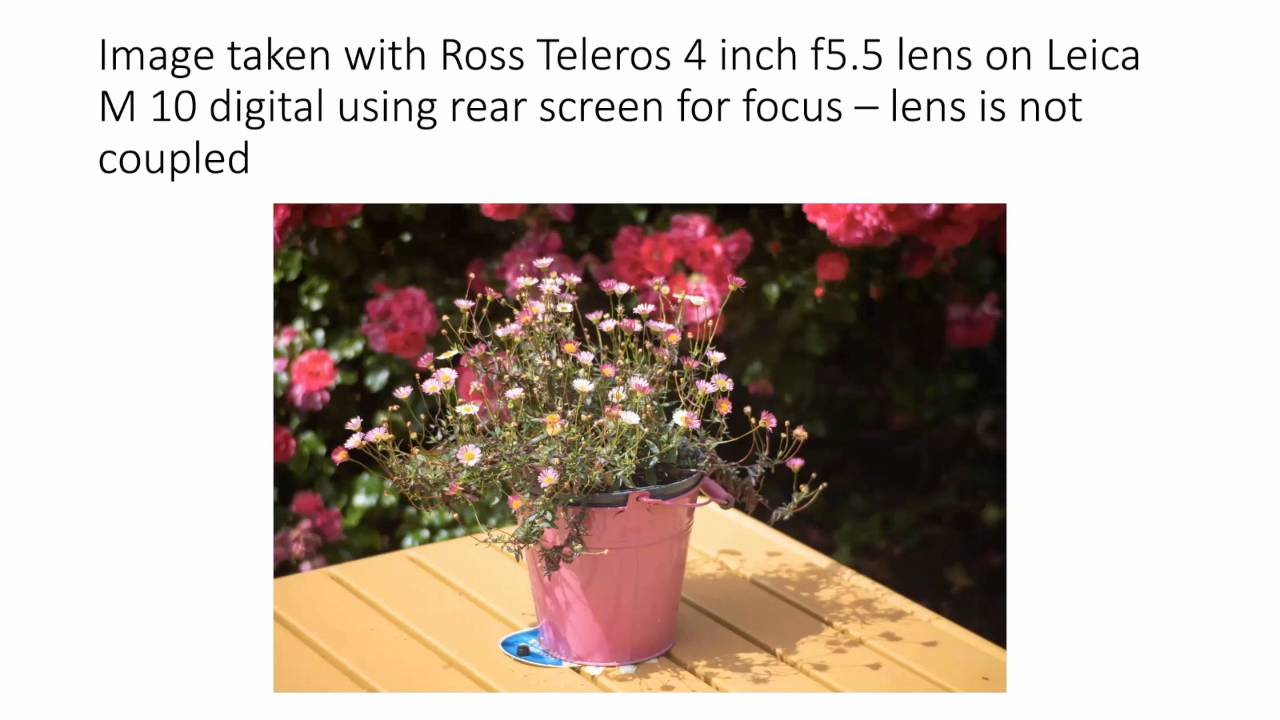 Image taken with Ross Teleros 4 inch f5.5 lens on Leica
M 10 digital using rear screen for focus – lens is not
coupled